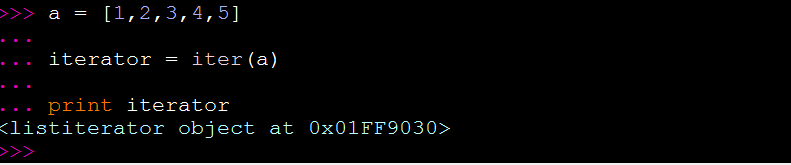 >>> a = [1,2,3,4,5]
...
... iterator = iter(a)
...
... print iterator
<listiterator object at 0x01FF9030>
>>>